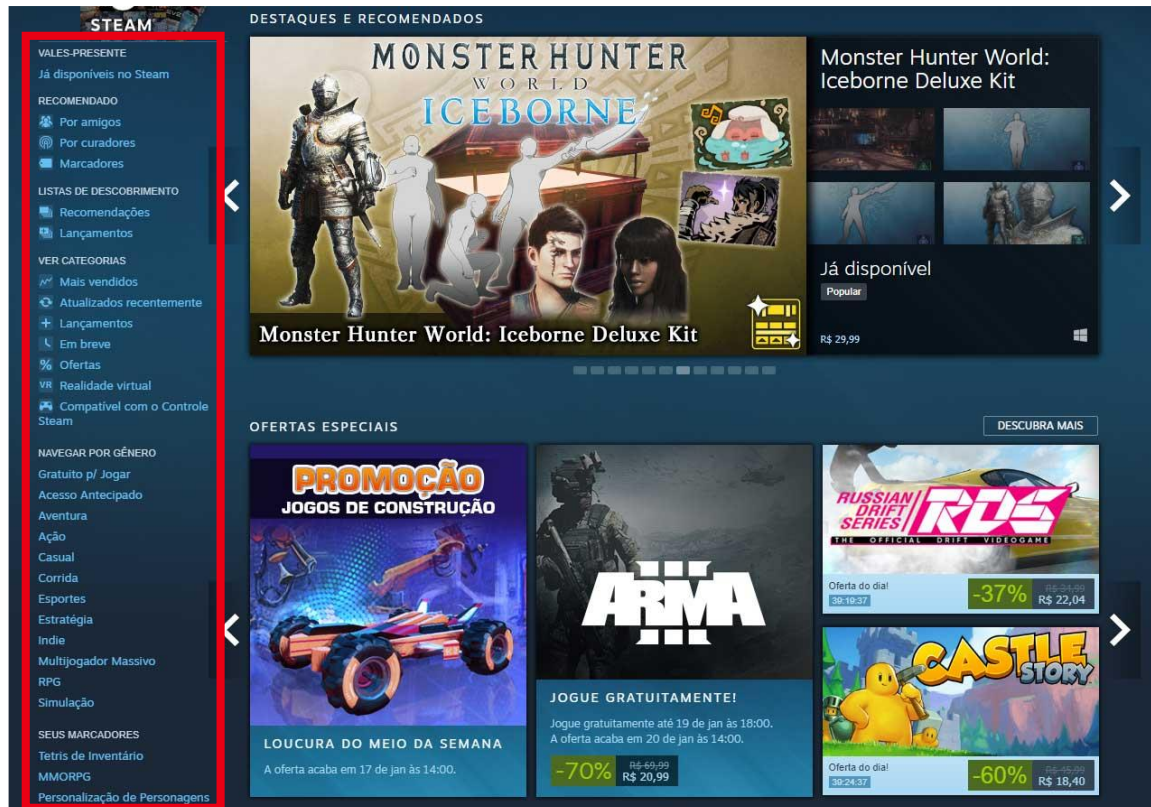 STEAM
VALES-PRESENTE
Já disponíveis no Steam
RECOMENDADO
Por amigos
Por curadores
Marcadores
LISTAS DE DESCOBRIMENTO
Recomendações
Lançamentos
VER CATEGORIAS
Mais vendidos
Atualizados recentemente
Lançamentos
Em breve
% Ofertas
VR Realidade virtual
Compatível com o Controle
Steam
NAVEGAR POR GÊNERO
Gratuito p/ Jogar
Acesso Antecipado
Aventura
Ação
Casual
Corrida
Esportes
Estratégia
Indie
Multijogador Massivo
RPG
Simulação
SEUS MARCADORES
Tetris de Inventário
MMORPG
Personalização de Personagens
DESTAQUES E RECOMENDADOS
MONSTER HUNTER
WORLD
ICEBORNE
Monster Hunter World: Iceborne Deluxe Kit
Monster Hunter World:
Iceborne Deluxe Kit
Já disponível
Popular
R$ 29,99
OFERTAS ESPECIAIS
DESCUBRA MAIS
PROMOÇÃO
JOGOS DE CONSTRUÇÃO
LOUCURA DO MEIO DA SEMANA
A oferta acaba em 17 de jan às 14:00.
ARMA
III
JOGUE GRATUITAMENTE!
Jogue gratuitamente até 19 de jan às 18:00.
A oferta acaba em 20 de jan às 14:00.
-70% R$ 69,99
R$ 20,99
RUSSIAN
DRIFT
SERIES
RDS
THE OFFICIAL DRIFT VIDEOGAME
Oferta do dia!
39:19:37
-37% R$ 34,99
R$ 22,04
CASTLE
STORY
Oferta do dia!
39:24:37
-60% R$ 45,99
R$ 18,40